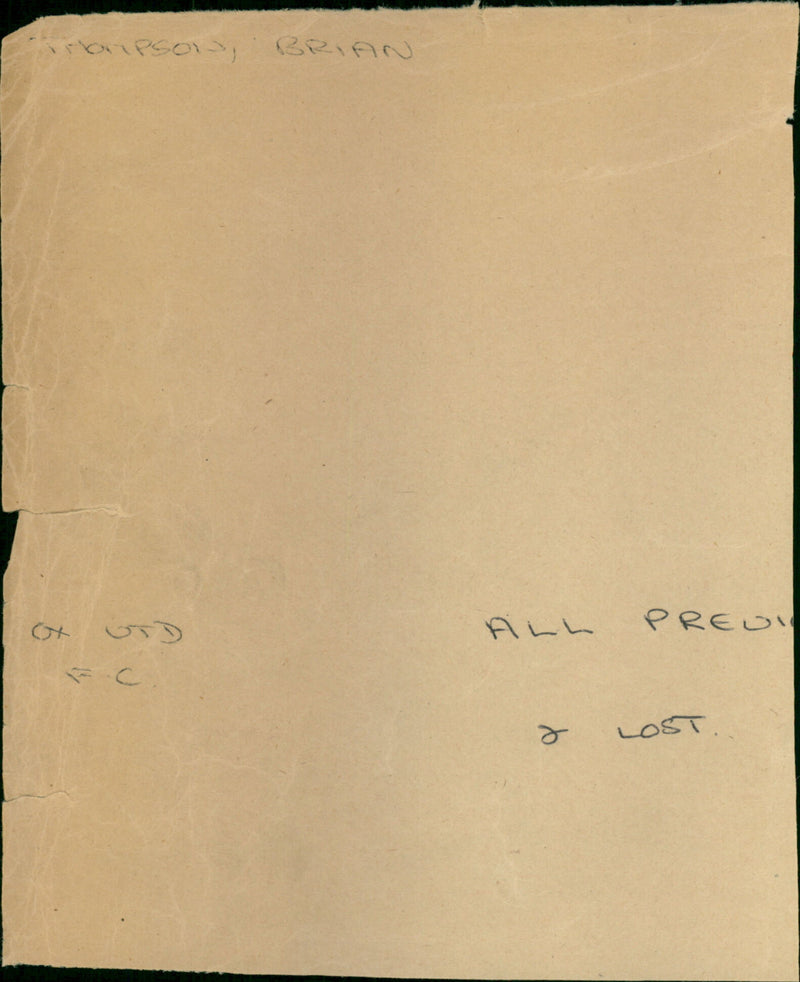 THOMPSON, BRIAN
OX UTD
F.C.
ALL PREVI
& LOST.